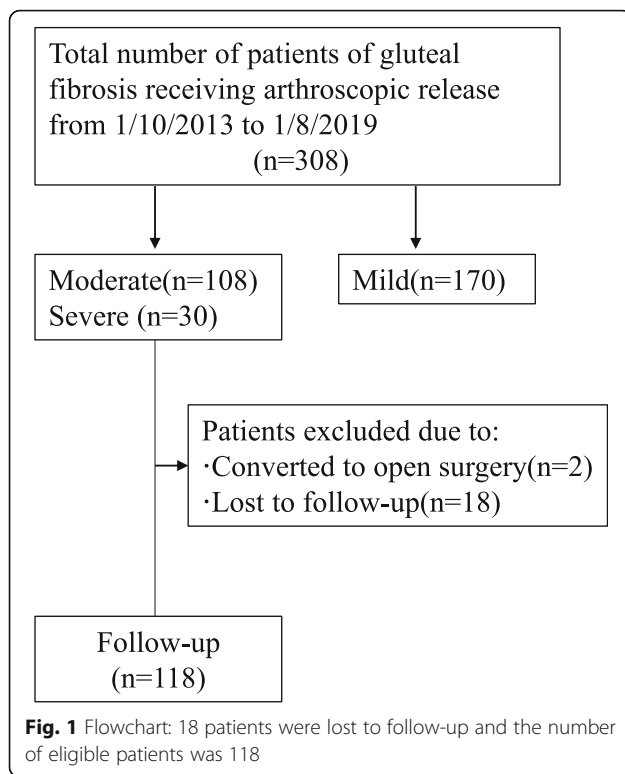 Total number of patients of gluteal
fibrosis receiving arthroscopic release
from 1/10/2013 to 1/8/2019
(n=308)
Moderate(n=108)
Severe (n=30)
Mild(n=170)
Patients excluded due to:
·Converted to open surgery(n=2)
·Lost to follow-up(n=18)
Follow-up
(n=118)
Fig. 1 Flowchart: 18 patients were lost to follow-up and the number
of eligible patients was 118